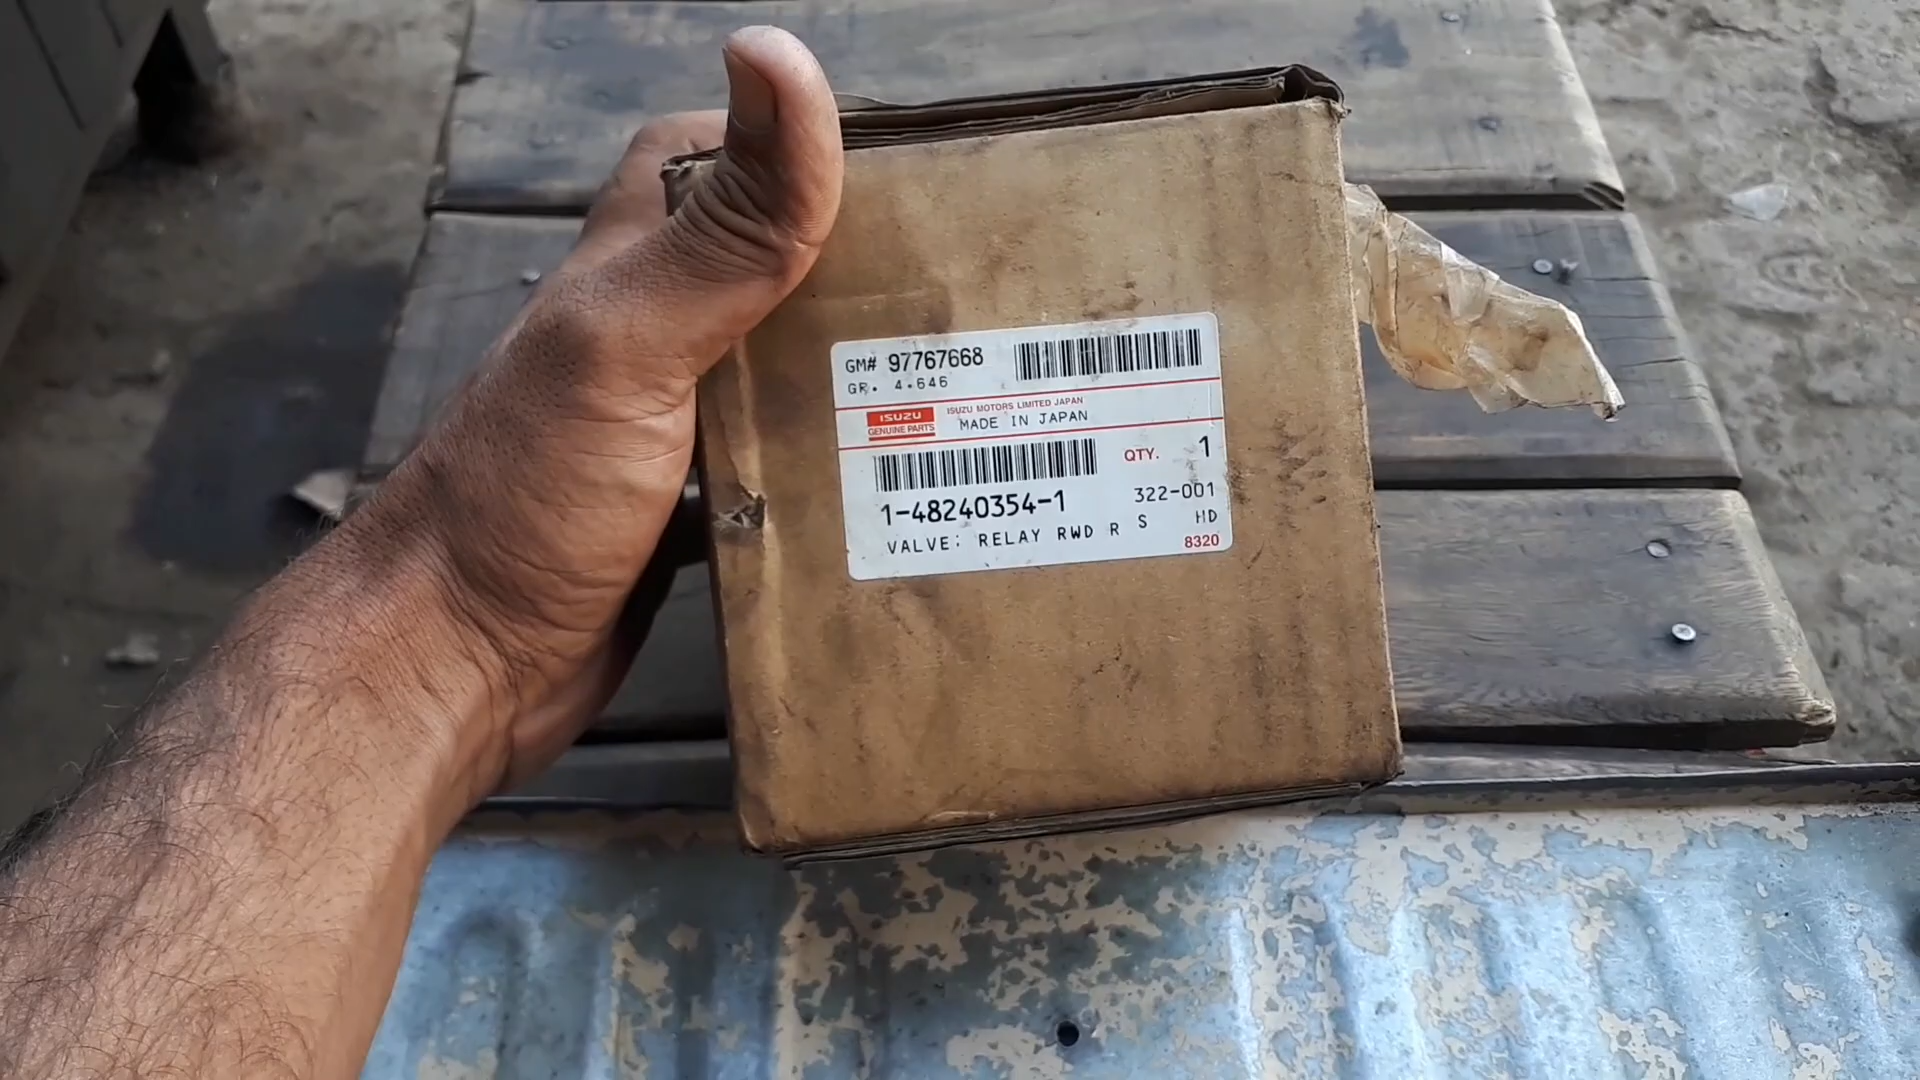 GM# 97767668
GR. 4.646
ISUZU
GENUINE PARTS
ISUZU MOTORS LIMITED JAPAN
MADE IN JAPAN
QTY. 1
1-48240354-1
322-001
VALVE: RELAY RWD R S HD
8320